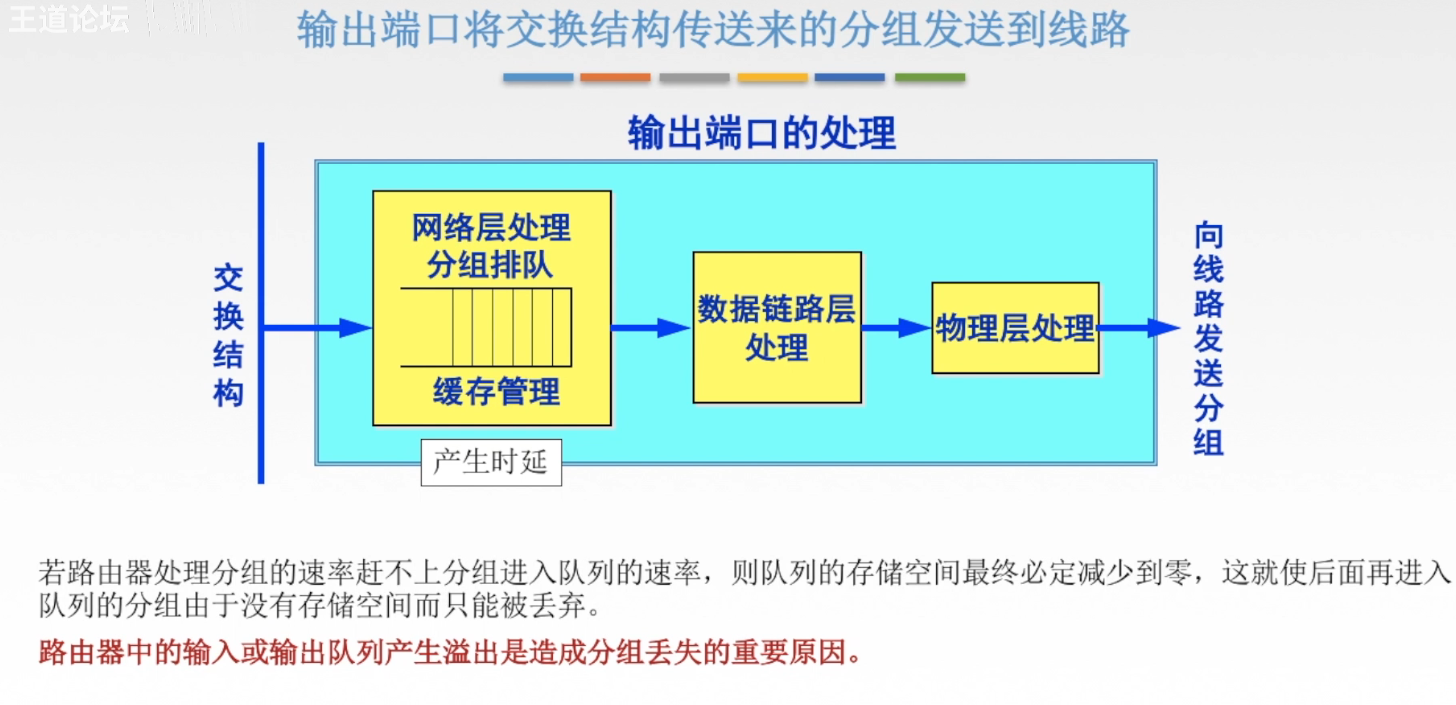 王道论坛
输出端口将交换结构传送来的分组发送到线路
输出端口的处理
交换结构
网络层处理
分组排队
缓存管理
产生时延
数据链路层
处理
物理层处理
向线路发送分组
若路由器处理分组的速率赶不上分组进入队列的速率，则队列的存储空间最终必定减少到零，这就使后面再进入
队列的分组由于没有存储空间而只能被丢弃。
路由器中的输入或输出队列产生溢出是造成分组丢失的重要原因。